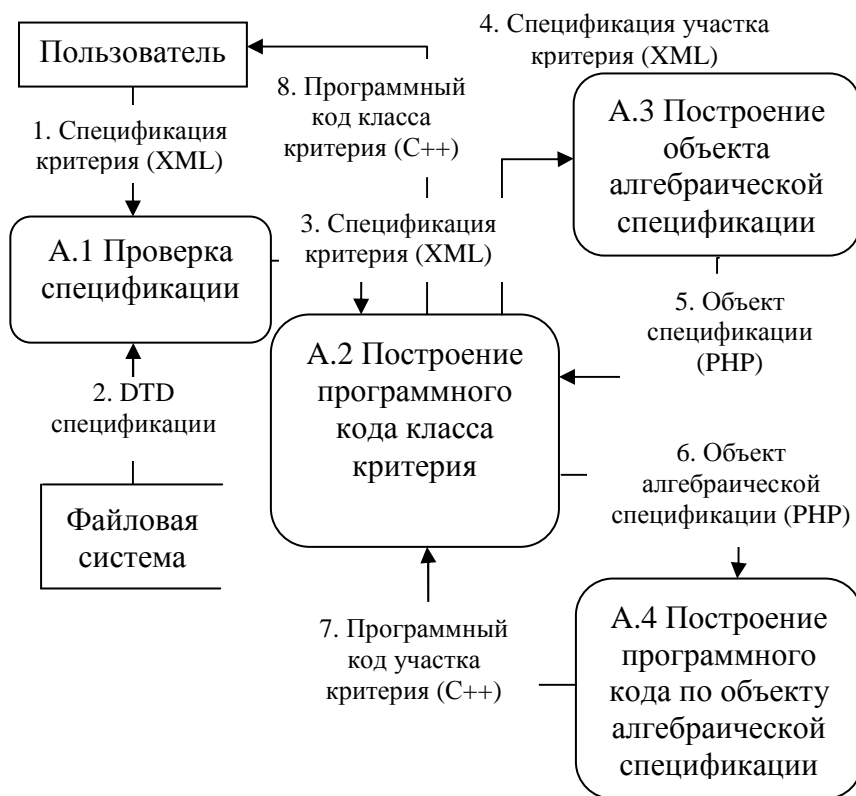 Пользователь
4. Спецификация участка
критерия (XML)
8. Программный
код класса
критерия (C++)
1. Спецификация
критерия (XML)
А.3 Построение
объекта
алгебраической
спецификации
А.1 Проверка
спецификации
3. Спецификация
критерия (XML)
5. Объект
спецификации
(PHP)
А.2 Построение
программного
кода класса
критерия
2. DTD
спецификации
6. Объект
алгебраической
спецификации (PHP)
Файловая
система
7. Программный
код участка
критерия (C++)
А.4 Построение
программного
кода по объекту
алгебраической
спецификации